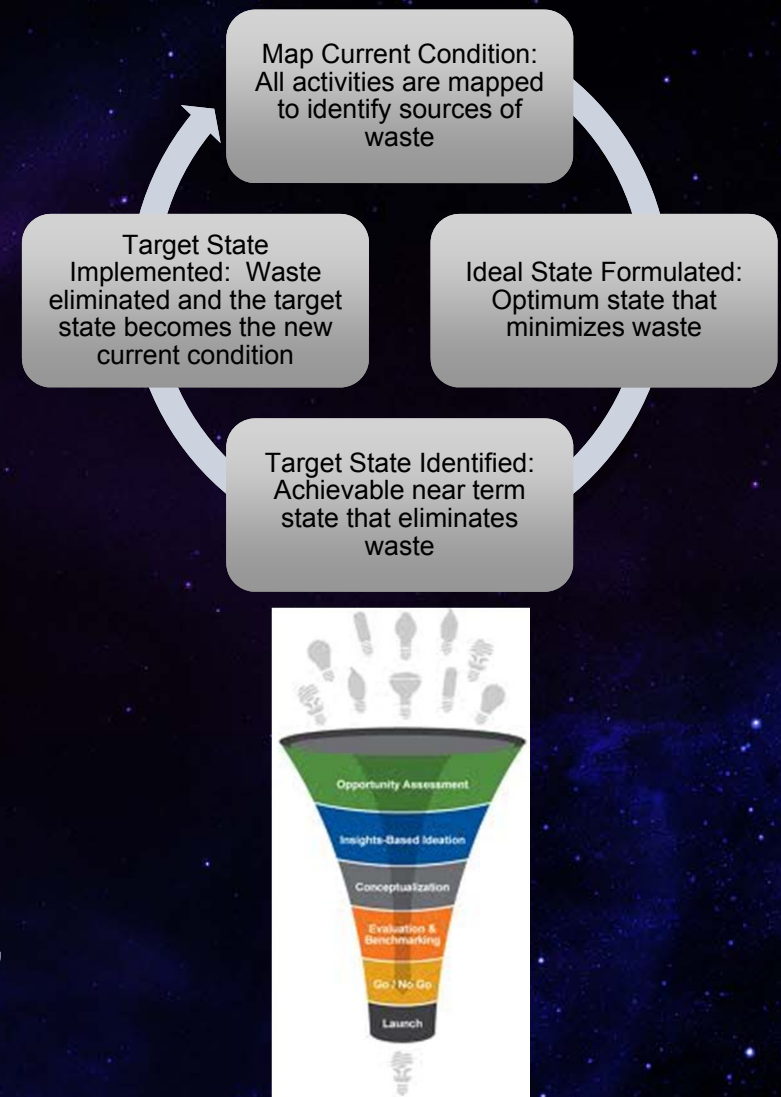 Map Current Condition:
All activities are mapped
to identify sources of
waste
Ideal State Formulated:
Optimum state that
minimizes waste
Target State Identified:
Achievable near term
state that eliminates
waste
Target State
Implemented:  Waste
eliminated and the target
state becomes the new
current condition
Opportunity Assessment
Insights-Based Ideation
Conceptualization
Evaluation &
Benchmarking
Go / No Go
Launch